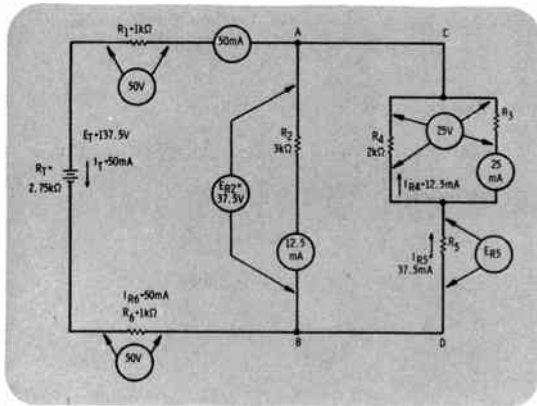 R1=1kΩ
50mA
A
C
50V
ET=137.5V
IT=50mA
RT=
2.75kΩ
R2
3kΩ
ER2=
37.5V
12.5
mA
R4
2kΩ
25V
R3
25
mA
IR4=12.5mA
IR5=
37.5mA
R5
ER5
IR6=50mA
R6=1kΩ
50V
B
D